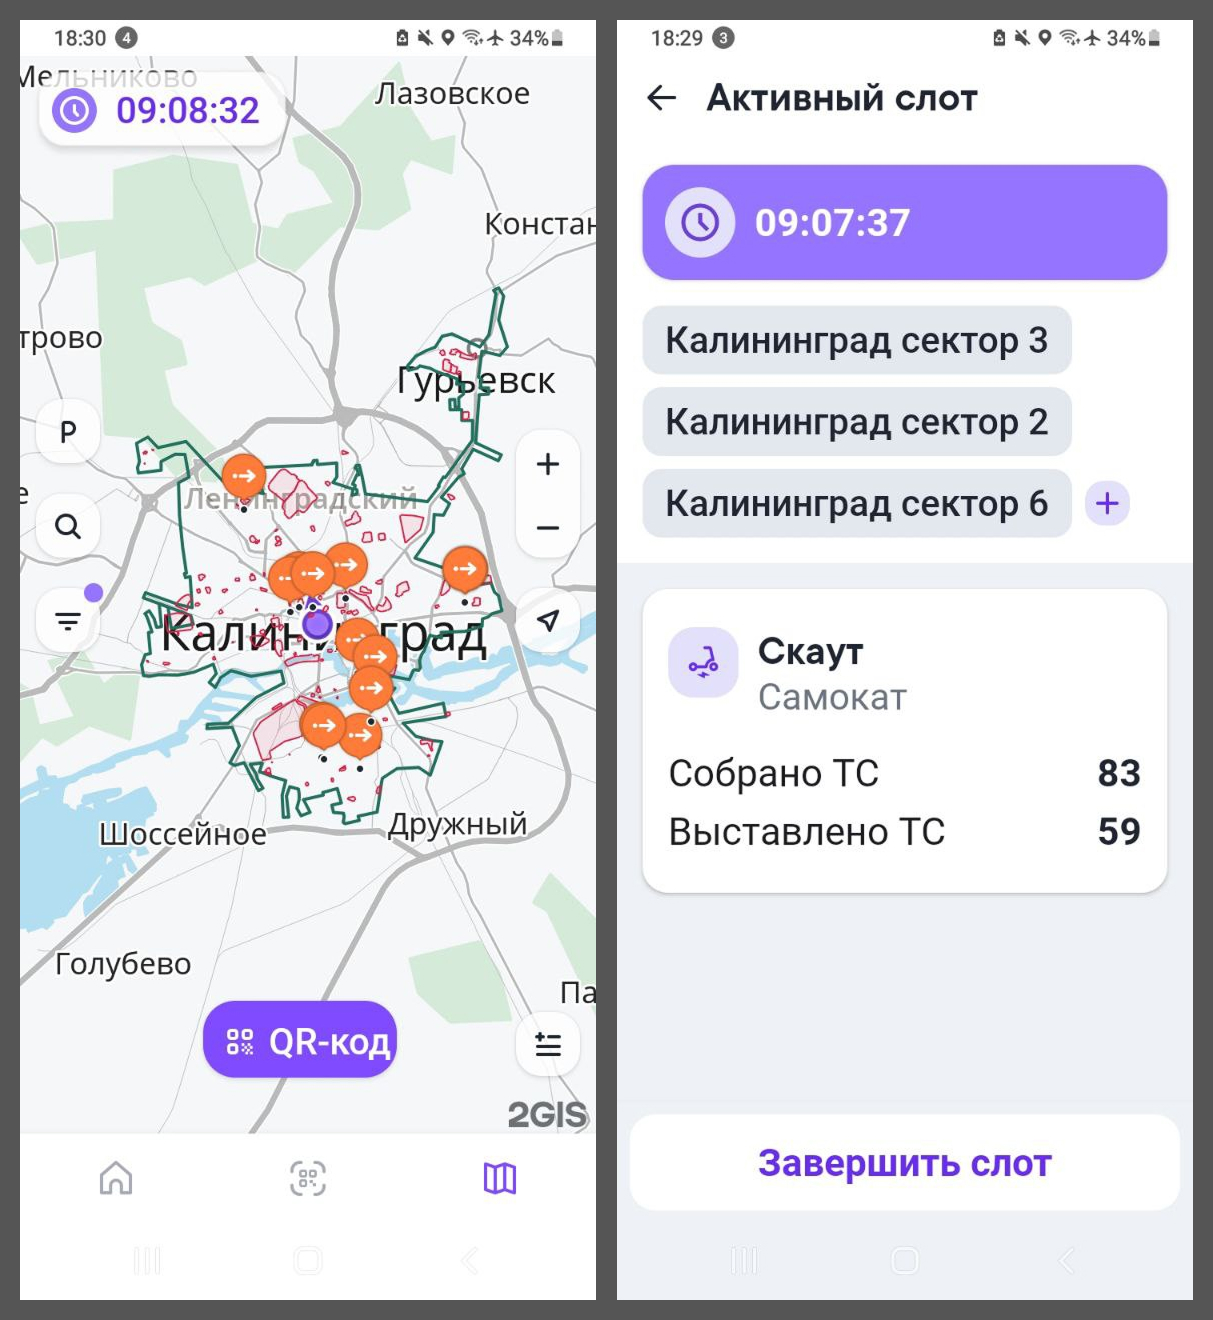 18:30 4 34%
Мельниково
09:08:32
Лазовское
Констан
трово
Гурьевск
P
е
Ленинградский
Калининград
Шоссейное
Дружный
Голубево
Па
QR-код
2GIS
18:29 3 34%
Активный слот
09:07:37
Калининград сектор 3
Калининград сектор 2
Калининград сектор 6
Скаут
Самокат
Собрано ТС 83
Выставлено ТС 59
Завершить слот